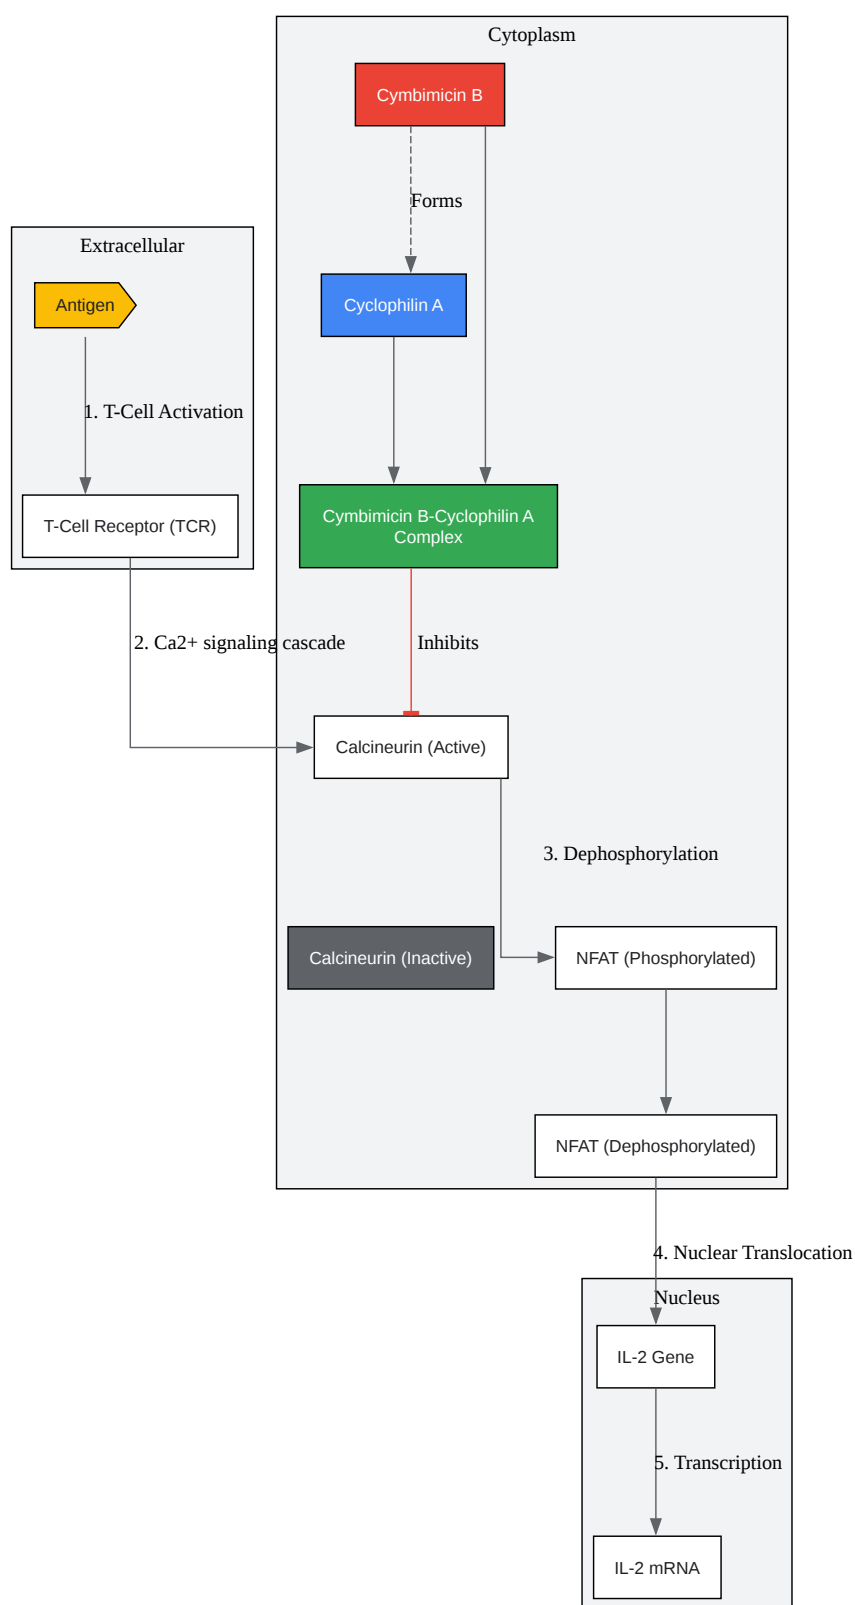 Cytoplasm
Cymbimicin B
Forms
Extracellular
Antigen
Cyclophilin A
1. T-Cell Activation
T-Cell Receptor (TCR)
Cymbimicin B-Cyclophilin A
Complex
2. Ca2+ signaling cascade
Inhibits
Calcineurin (Active)
3. Dephosphorylation
Calcineurin (Inactive)
NFAT (Phosphorylated)
NFAT (Dephosphorylated)
4. Nuclear Translocation
Nucleus
IL-2 Gene
5. Transcription
IL-2 mRNA